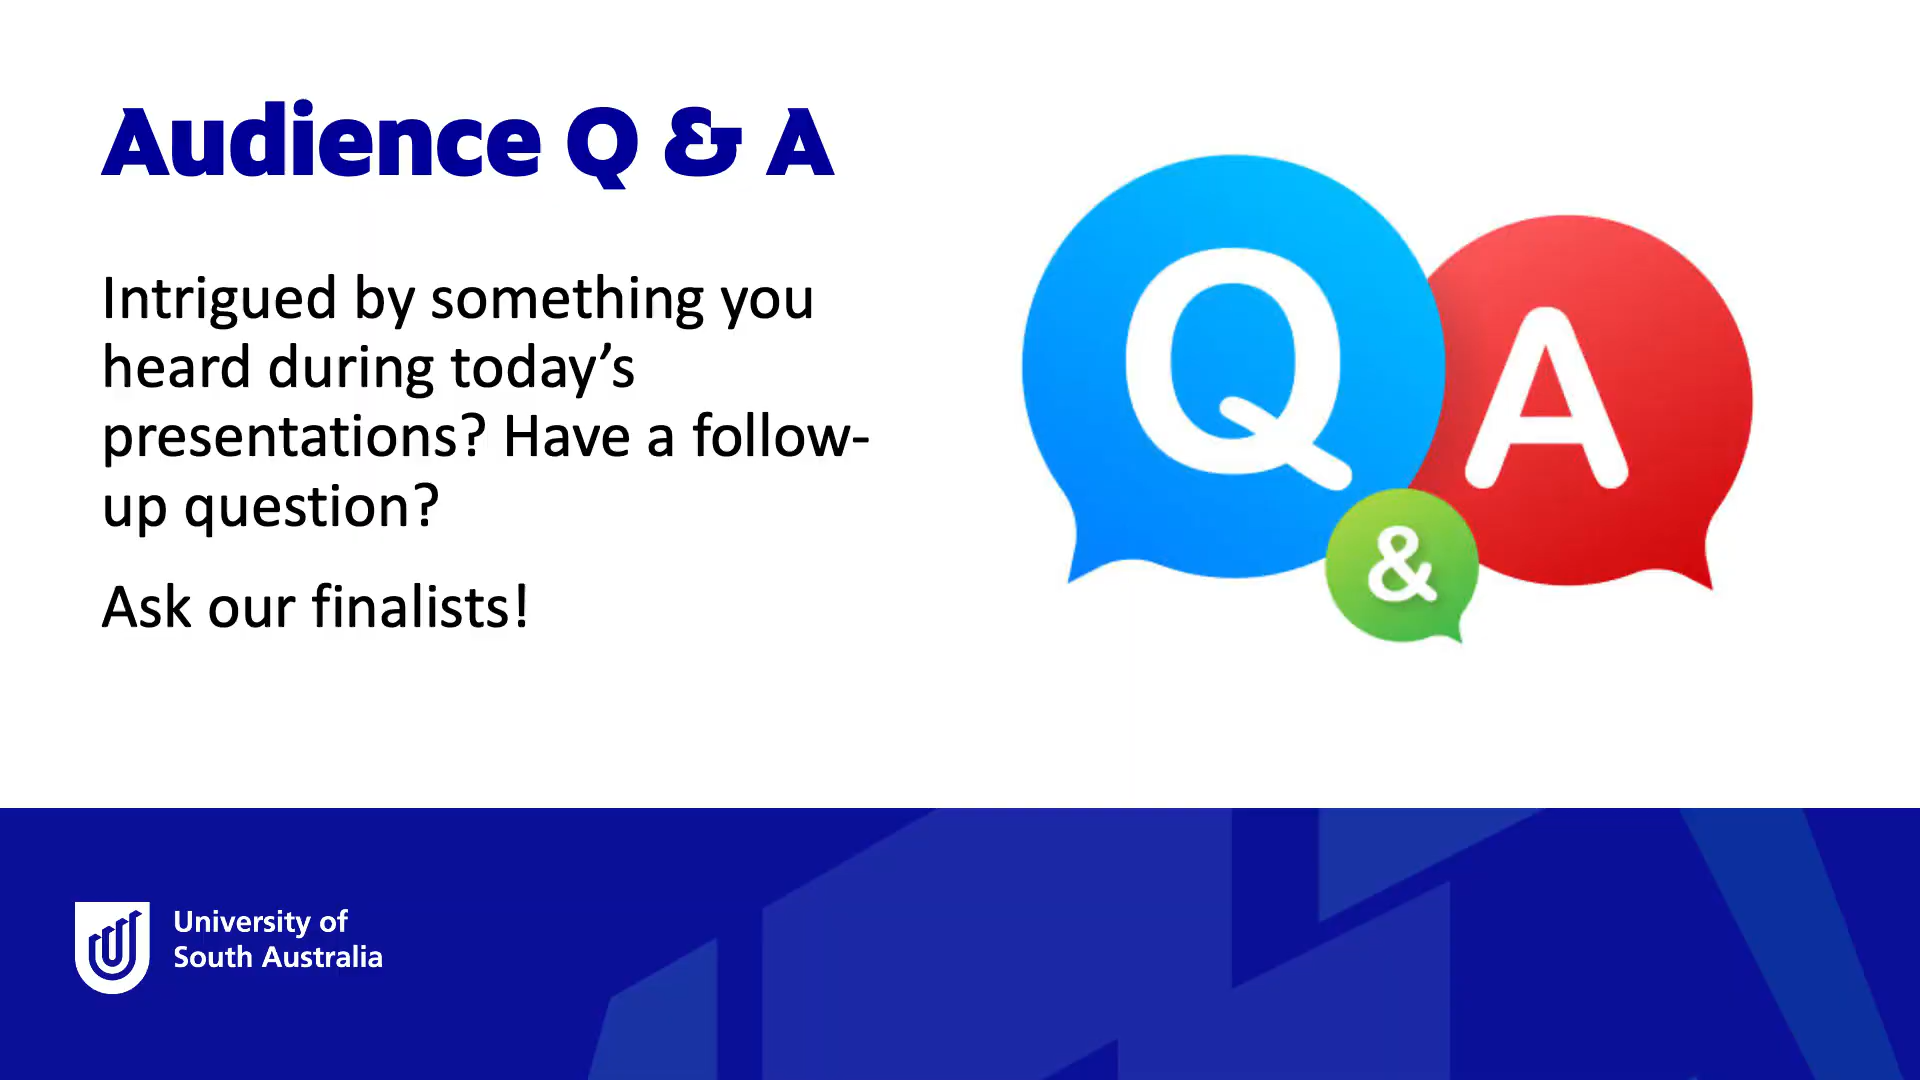 Audience Q & A
Intrigued by something you
heard during today’s
presentations? Have a follow-
up question?
Ask our finalists!
Q
&
A
University of
South Australia